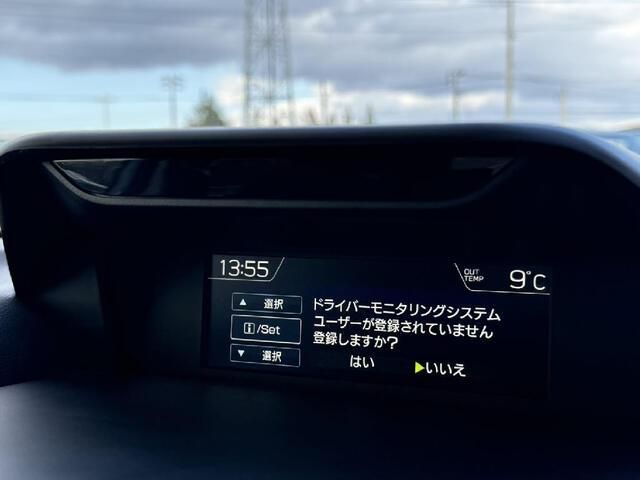 13:55
OUT TEMP 9°C
▲ 選択
i/Set
▼ 選択
ドライバーモニタリングシステム
ユーザーが登録されていません
登録しますか?
はい ▶いいえ